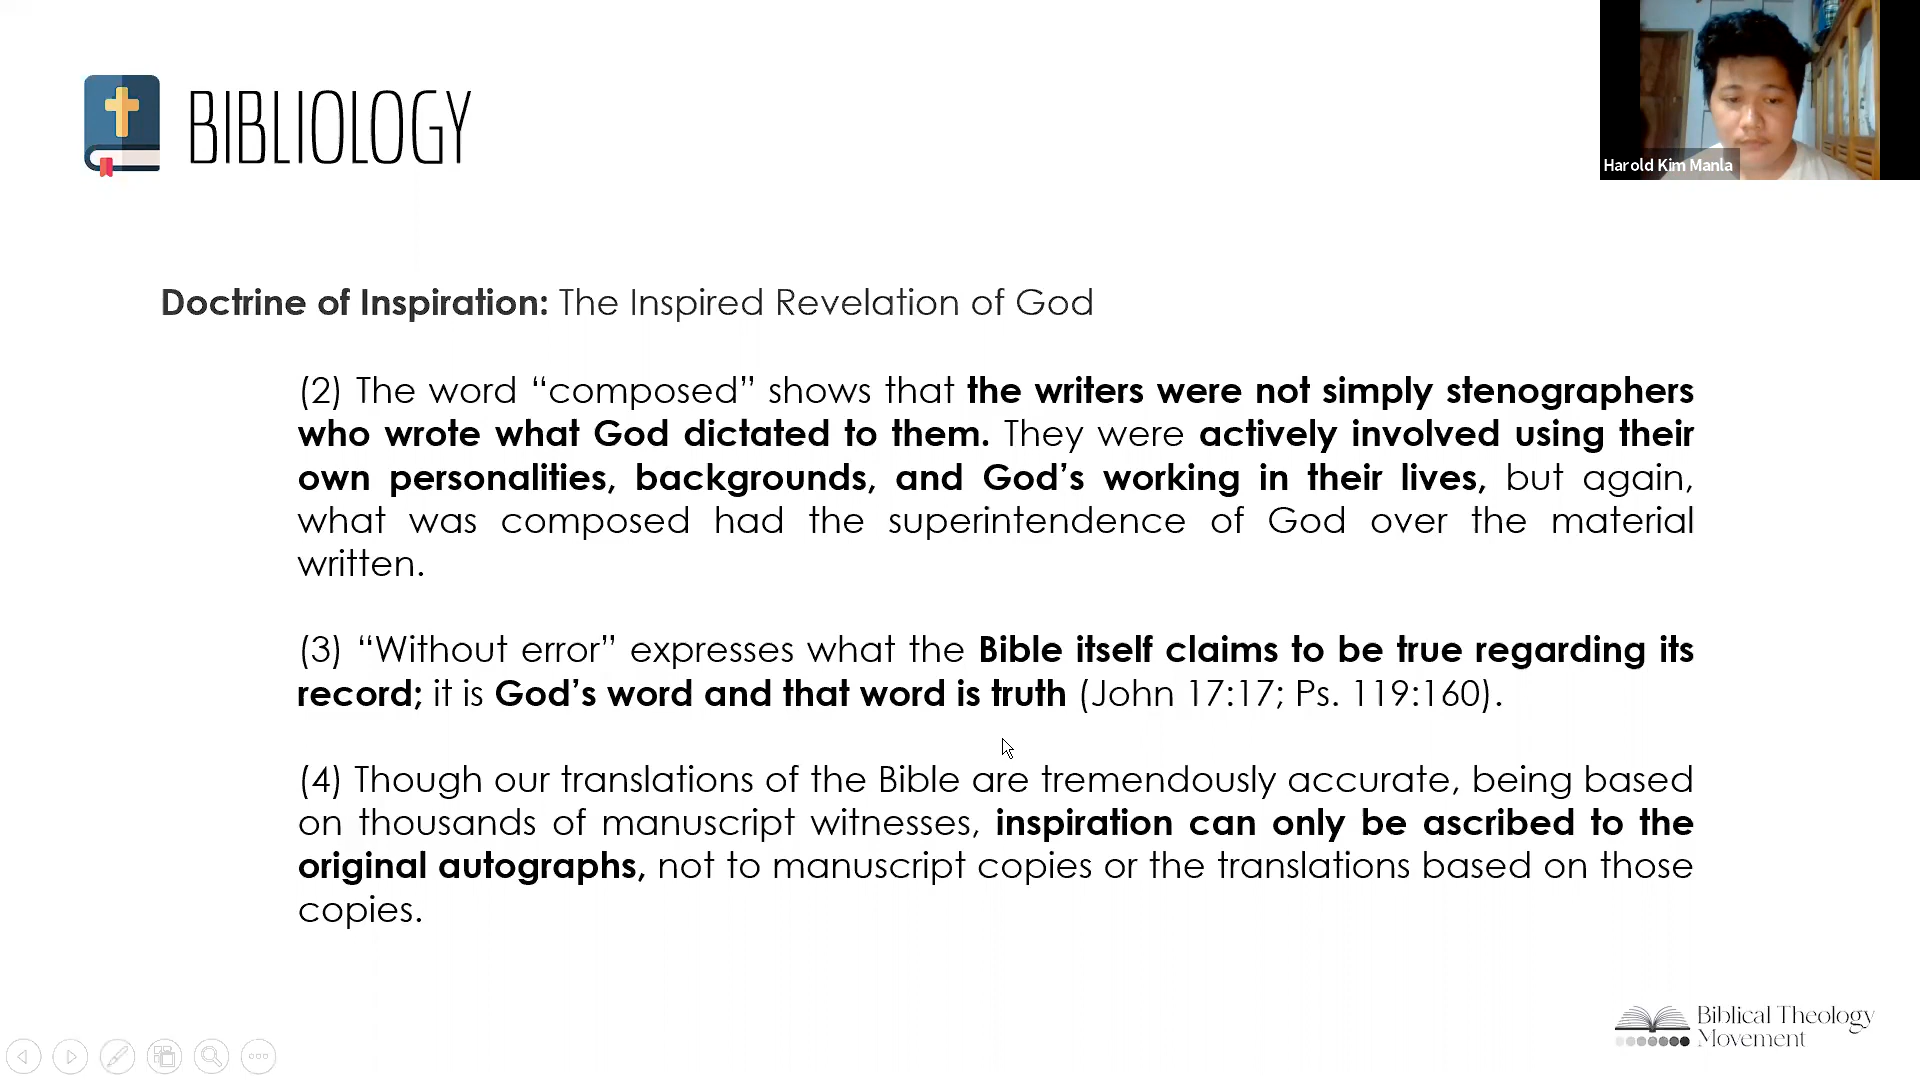 BIBLIOLOGY
Harold Kim Manla
Doctrine of Inspiration: The Inspired Revelation of God
(2) The word “composed” shows that the writers were not simply stenographers
who wrote what God dictated to them. They were actively involved using their
own personalities, backgrounds, and God’s working in their lives, but again,
what was composed had the superintendence of God over the material
written.
(3) “Without error” expresses what the Bible itself claims to be true regarding its
record; it is God’s word and that word is truth (John 17:17; Ps. 119:160).
(4) Though our translations of the Bible are tremendously accurate, being based
on thousands of manuscript witnesses, inspiration can only be ascribed to the
original autographs, not to manuscript copies or the translations based on those
copies.
Biblical Theology
Movement